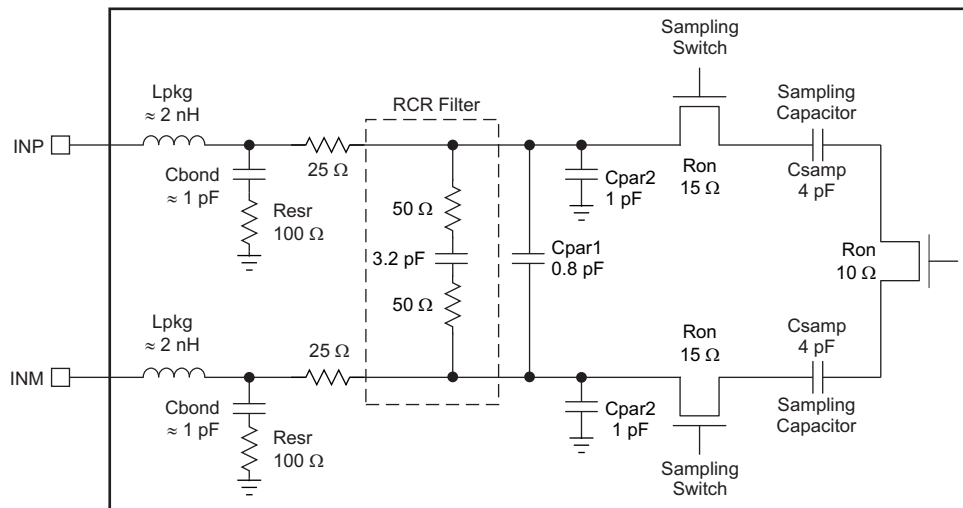 Sampling
Switch
Lpkg
≈ 2 nH
RCR Filter
Sampling
Capacitor
INP
25 Ω
Cbond
≈ 1 pF
Resr
100 Ω
50 Ω
3.2 pF
50 Ω
Cpar1
0.8 pF
Cpar2
1 pF
Ron
15 Ω
Csamp
4 pF
Ron
10 Ω
Lpkg
≈ 2 nH
25 Ω
Ron
15 Ω
Csamp
4 pF
INM
Cbond
≈ 1 pF
Resr
100 Ω
Cpar2
1 pF
Sampling
Capacitor
Sampling
Switch